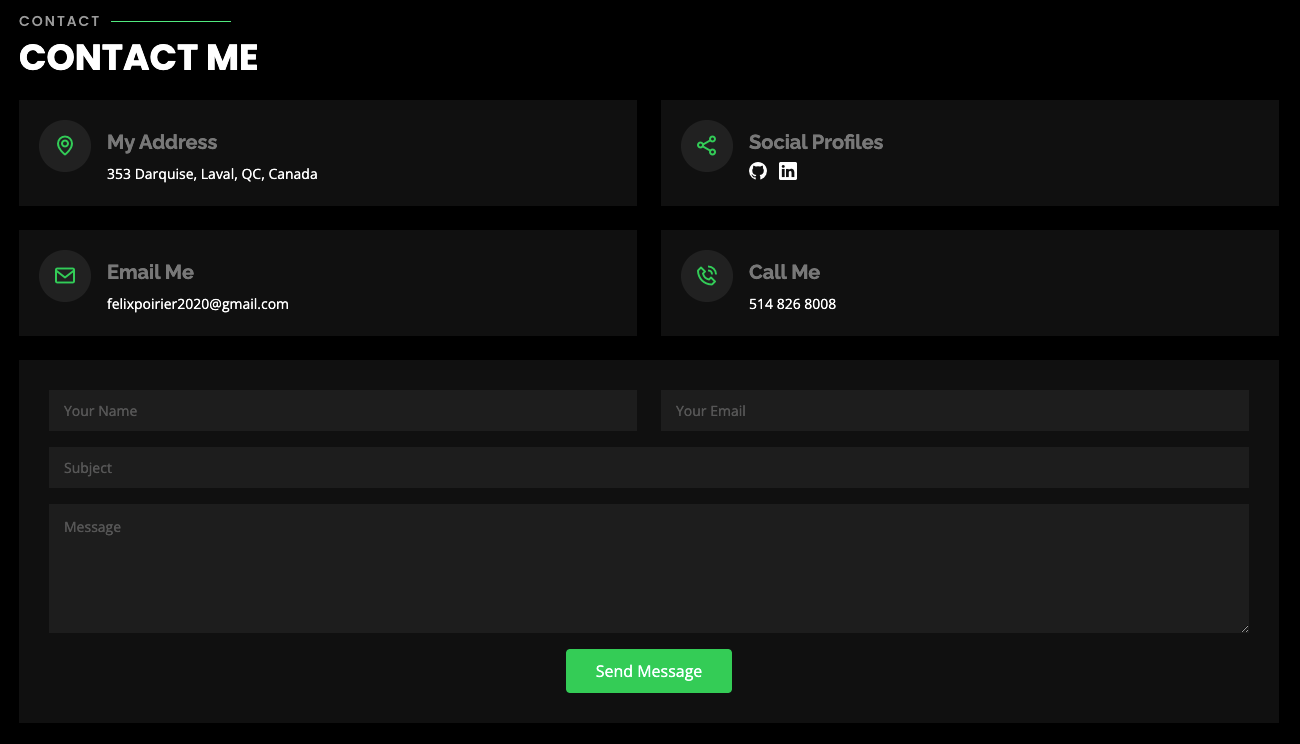 CONTACT
CONTACT ME
My Address
353 Darquise, Laval, QC, Canada
Social Profiles
in
Email Me
felixpoirier2020@gmail.com
Call Me
514 826 8008
Your Name
Your Email
Subject
Message
Send Message